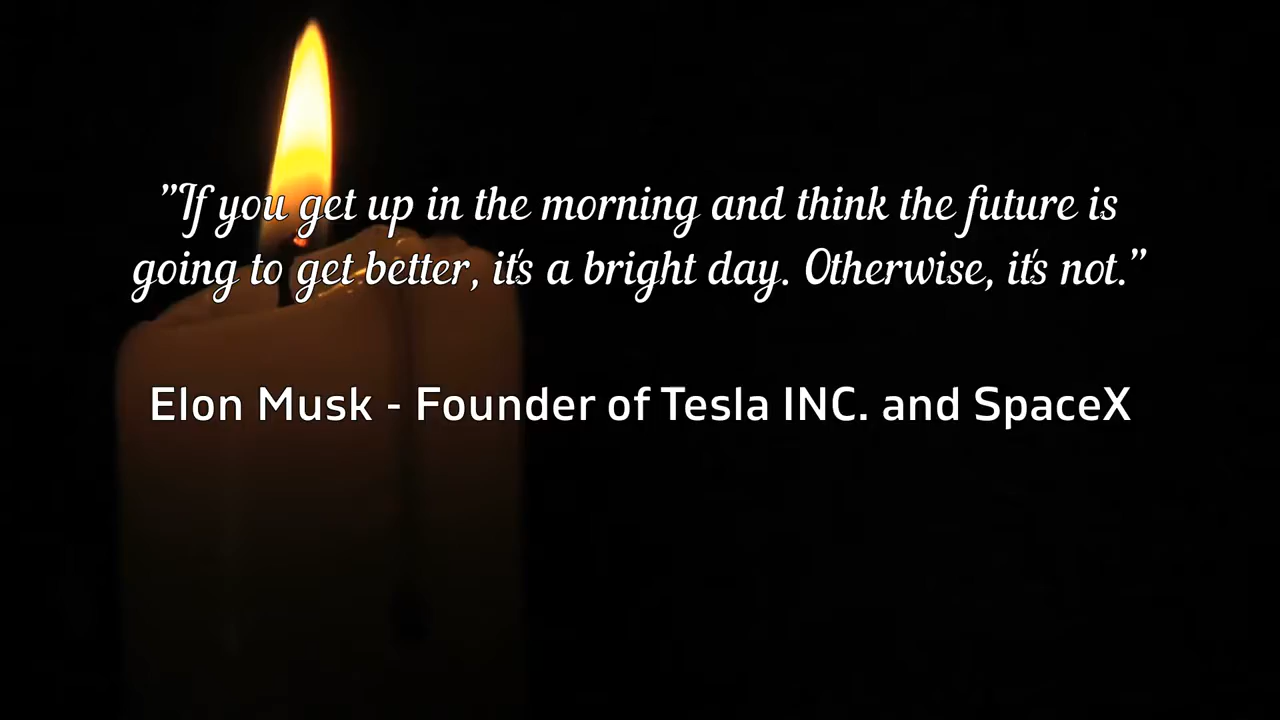 ”If you get up in the morning and think the future is
going to get better, it's a bright day. Otherwise, it's not.”
Elon Musk - Founder of Tesla INC. and SpaceX